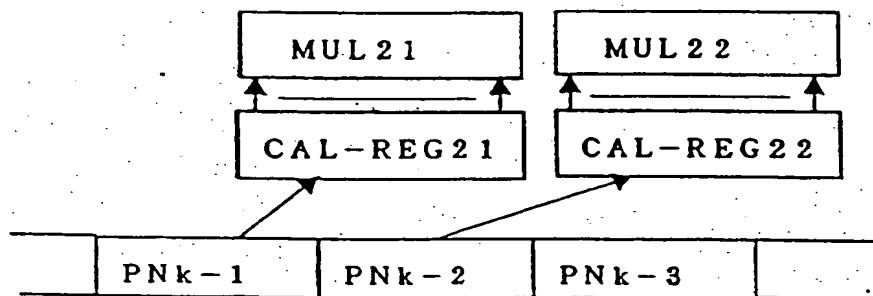 MUL21 MUL22
CAL-REG21 CAL-REG22
PNk-1 PNk-2 PNk-3